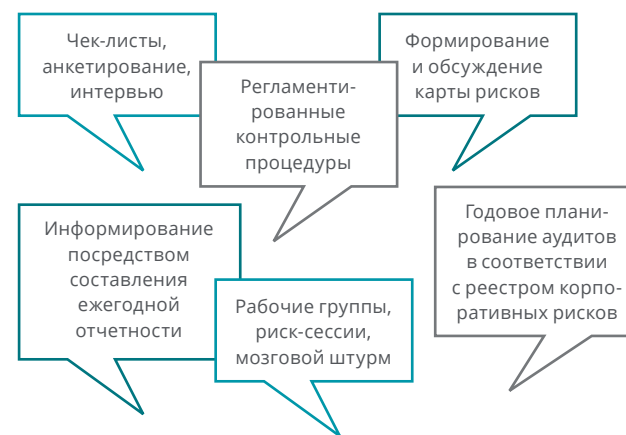 Чек-листы,
анкетирование,
интервью
Регламенти-
рованные
контрольные
процедуры
Формирование
и обсуждение
карты рисков
Информирование
посредством
составления
ежегодной
отчетности
Рабочие группы,
риск-сессии,
мозговой штурм
Годовое плани-
рование аудитов
в соответствии
с реестром корпо-
ративных рисков